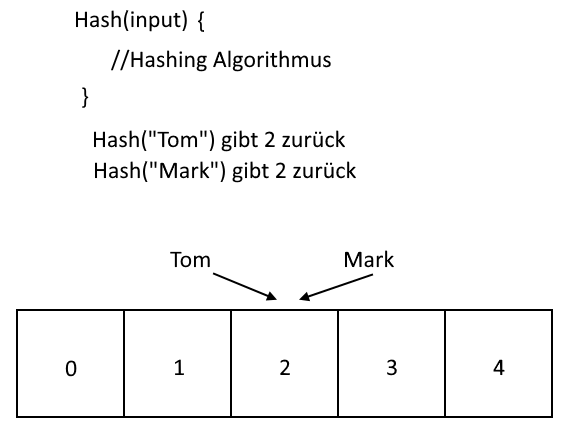 Hash(input) {
//Hashing Algorithmus
}
Hash("Tom") gibt 2 zurück
Hash("Mark") gibt 2 zurück
Tom Mark
0 1 2 3 4